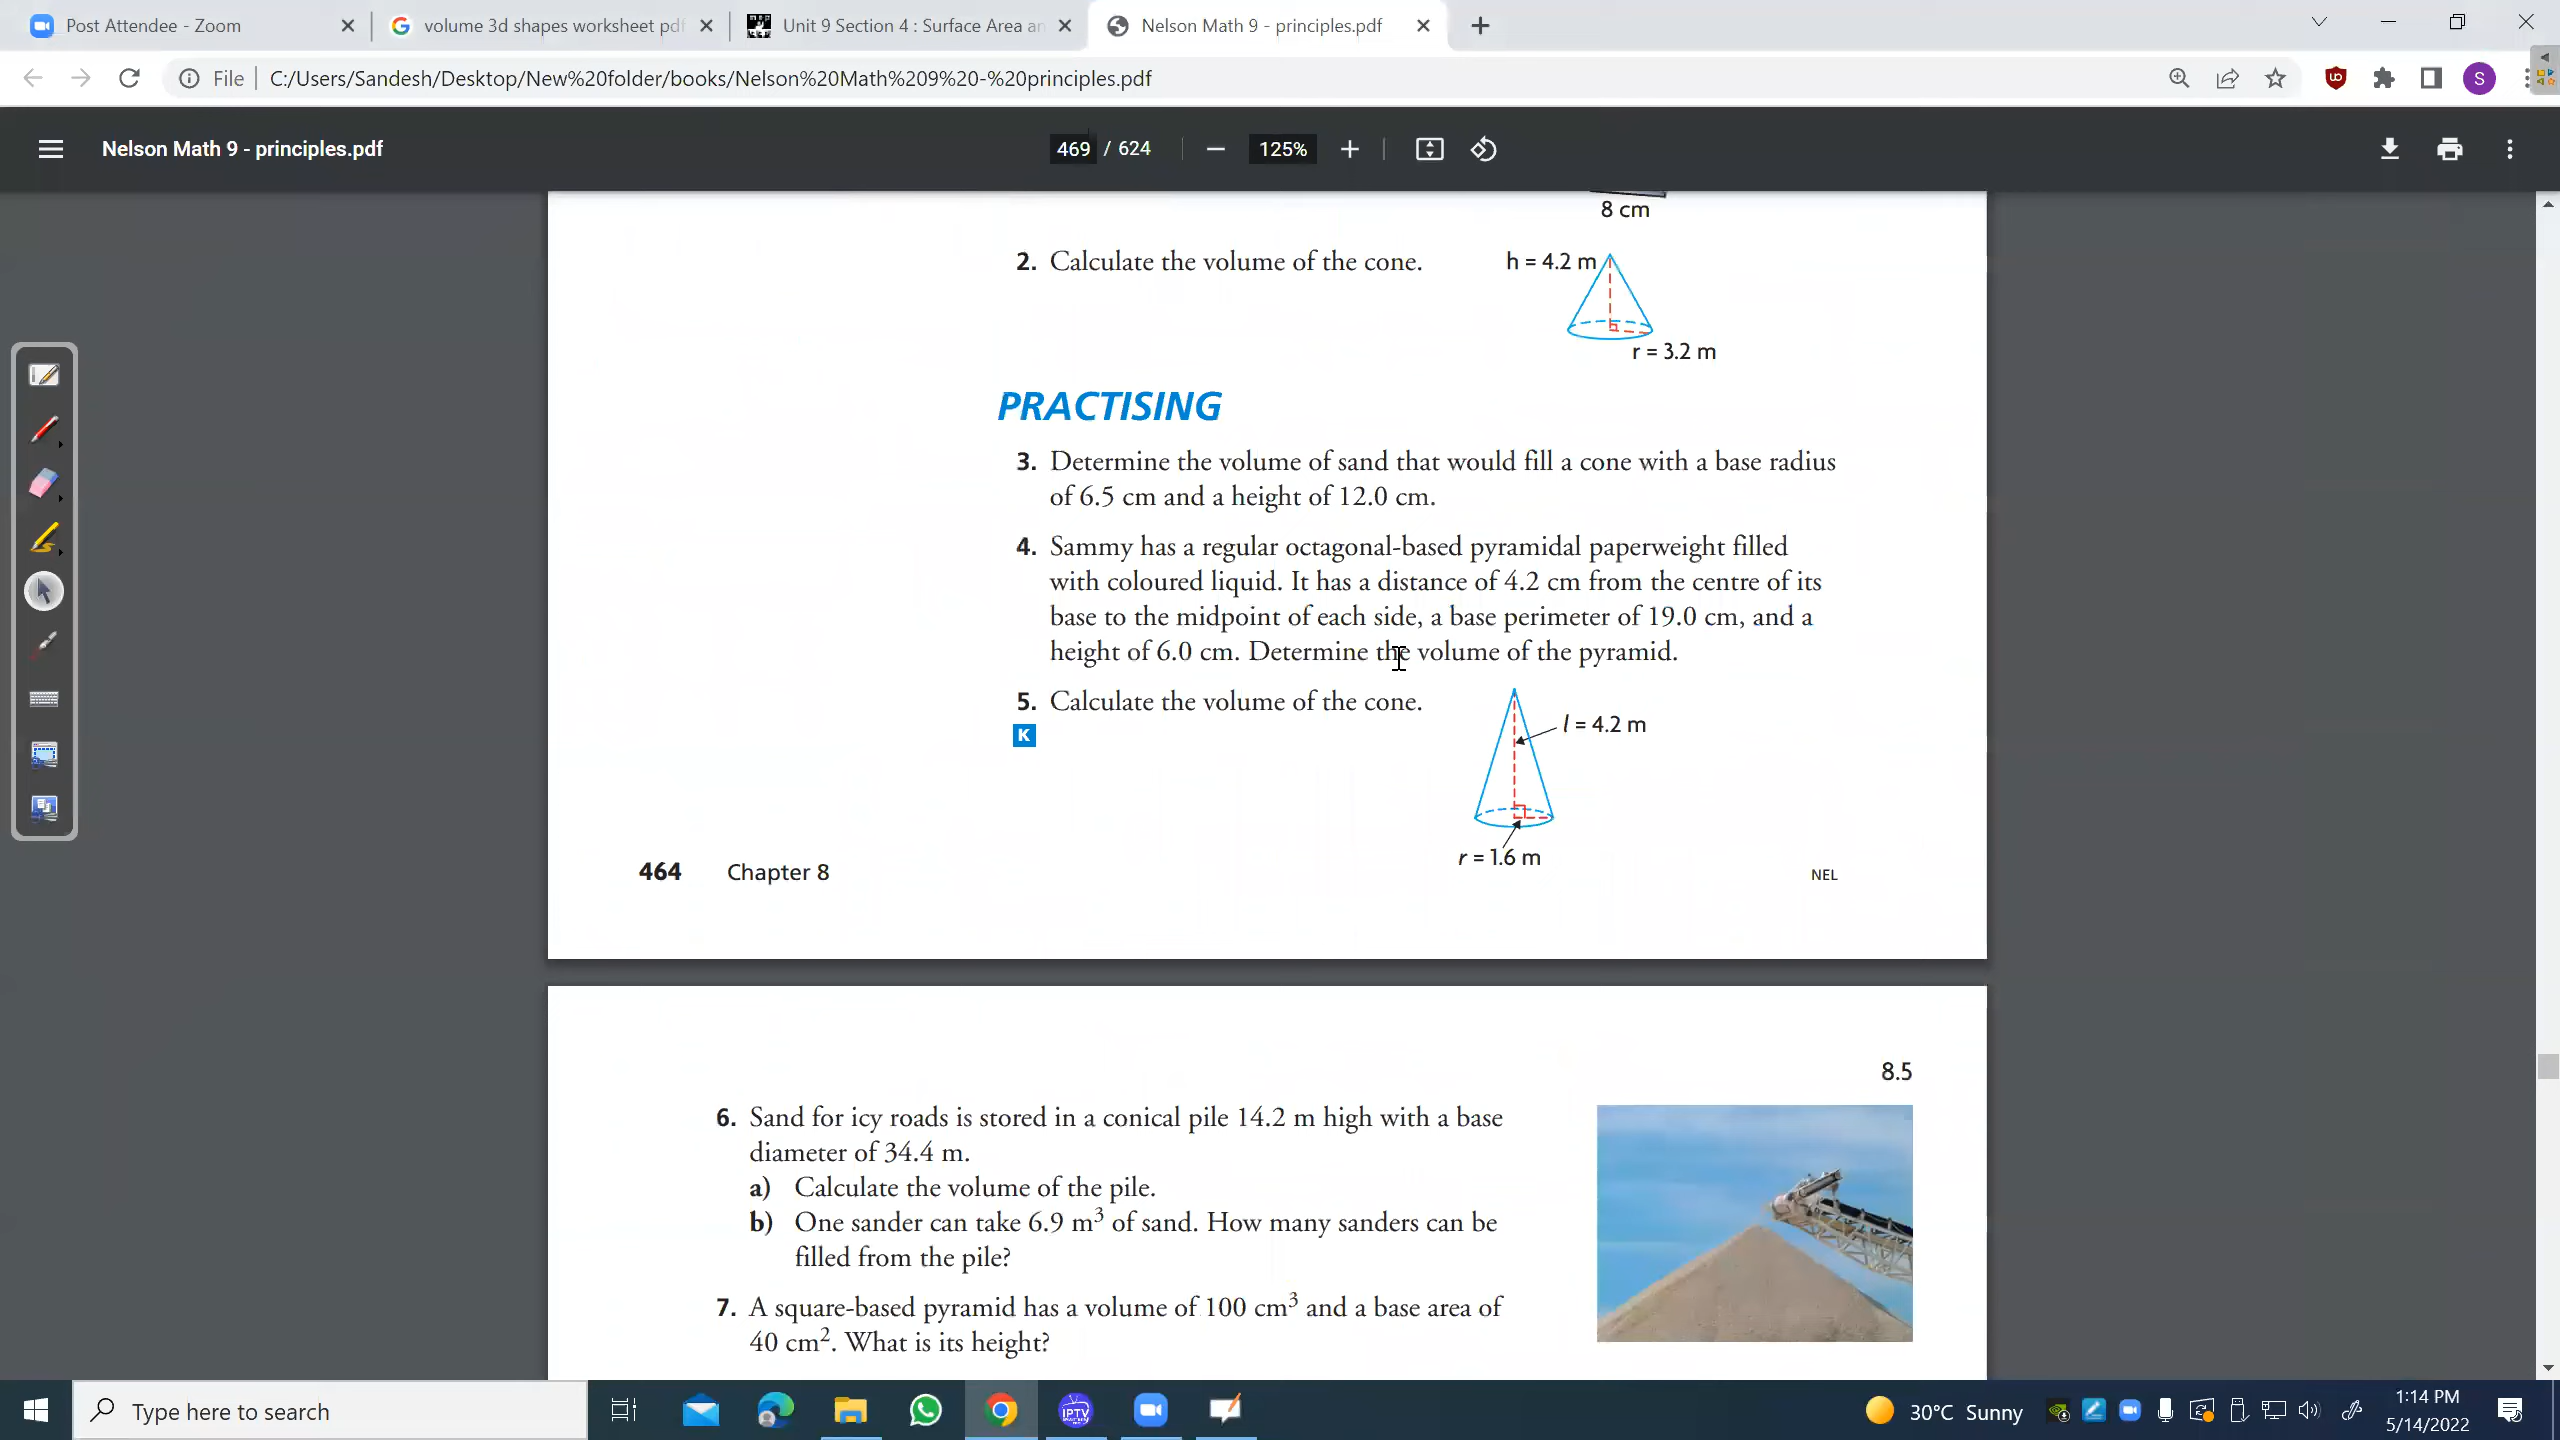 Post Attendee - Zoom
volume 3d shapes worksheet pdf
Unit 9 Section 4 : Surface Area an
Nelson Math 9 - principles.pdf
File
C:/Users/Sandesh/Desktop/New%20folder/books/Nelson%20Math%209%20-%20principles.pdf
S
Nelson Math 9 - principles.pdf
469 / 624
125%
8 cm
2. Calculate the volume of the cone.
h = 4.2 m
r = 3.2 m
PRACTISING
3. Determine the volume of sand that would fill a cone with a base radius
of 6.5 cm and a height of 12.0 cm.
4. Sammy has a regular octagonal-based pyramidal paperweight filled
with coloured liquid. It has a distance of 4.2 cm from the centre of its
base to the midpoint of each side, a base perimeter of 19.0 cm, and a
height of 6.0 cm. Determine the volume of the pyramid.
5. Calculate the volume of the cone.
K
l = 4.2 m
r = 1.6 m
464 Chapter 8
NEL
8.5
6. Sand for icy roads is stored in a conical pile 14.2 m high with a base
diameter of 34.4 m.
a) Calculate the volume of the pile.
b) One sander can take 6.9 m³ of sand. How many sanders can be
filled from the pile?
7. A square-based pyramid has a volume of 100 cm³ and a base area of
40 cm². What is its height?
Type here to search
IPTV
30°C Sunny
1:14 PM
5/14/2022